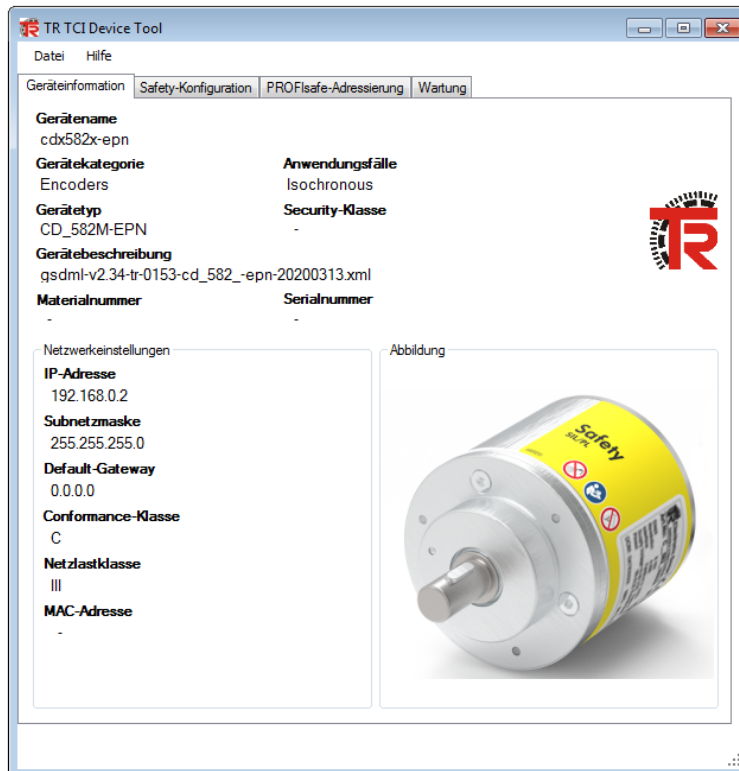 TR TCI Device Tool
Datei Hilfe
Geräteinformation Safety-Konfiguration PROFIsafe-Adressierung Wartung
Gerätename
cdx582x-epn
Gerätekategorie Anwendungsfälle
Encoders Isochronous
Gerätetyp Security-Klasse
CD_582M-EPN -
Gerätebeschreibung
gsdml-v2.34-tr-0153-cd_582_-epn-20200313.xml
Materialnummer Serialnummer
- -
TR
Netzwerkeinstellungen Abbildung
IP-Adresse
192.168.0.2
Subnetzmaske
255.255.255.0
Default-Gateway
0.0.0.0
Conformance-Klasse
C
Netzlastklasse
III
MAC-Adresse
-
Safety
SIL/PL